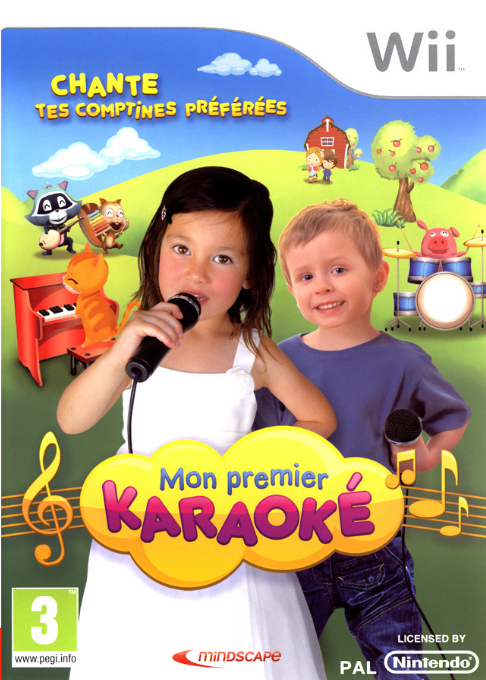 Wii
CHANTE
TES COMPTINES PRÉFÉRÉES
Mon premier
KARAOKÉ
3
www.pegi.info
mindscape
LICENSED BY
PAL Nintendo